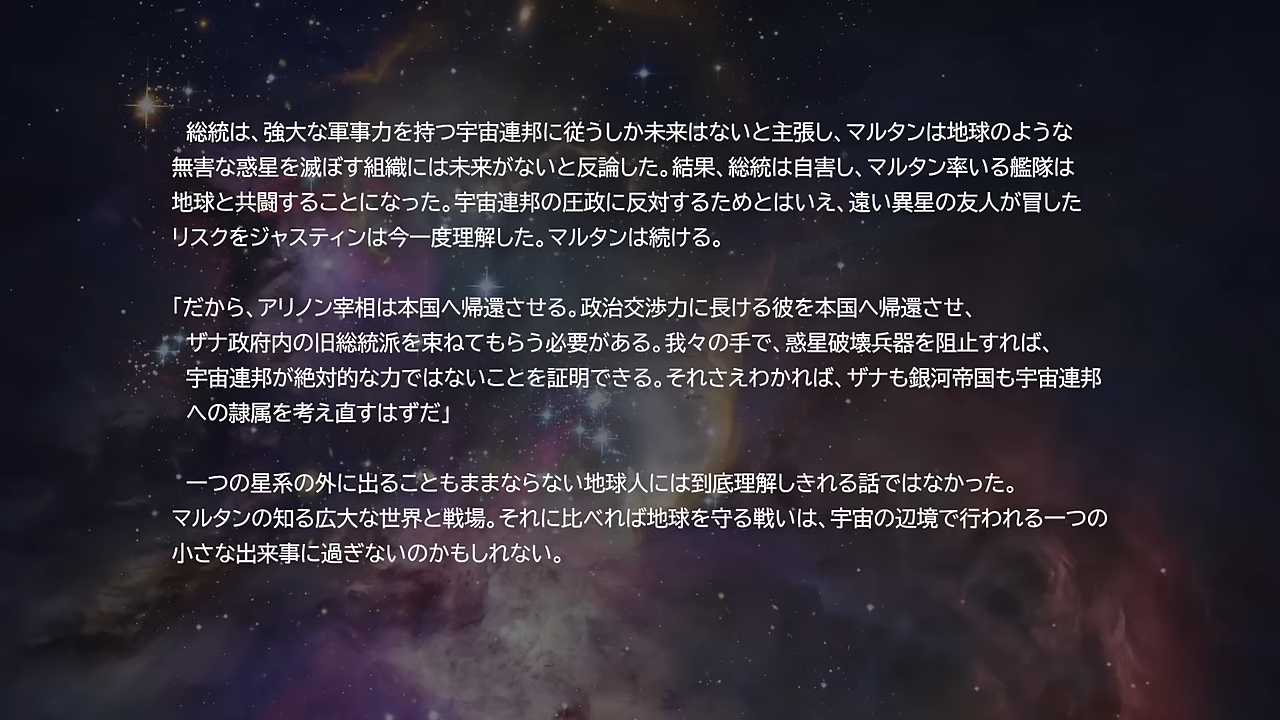 総統は、強大な軍事力を持つ宇宙連邦に従うしか未来はないと主張し、マルタンは地球のような
無害な惑星を滅ぼす組織には未来がないと反論した。結果、総統は自害し、マルタン率いる艦隊は
地球と共闘することになった。宇宙連邦の圧政に反対するためとはいえ、遠い異星の友人が冒した
リスクをジャスティンは今一度理解した。マルタンは続ける。
「だから、アリノン宰相は本国へ帰還させる。政治交渉力に長ける彼を本国へ帰還させ、
ザナ政府内の旧総統派を束ねてもらう必要がある。我々の手で、惑星破壊兵器を阻止すれば、
宇宙連邦が絶対的な力ではないことを証明できる。それさえわかれば、ザナも銀河帝国も宇宙連邦
への隷属を考え直すはずだ」
一つの星系の外に出ることもままならない地球人には到底理解しきれる話ではなかった。
マルタンの知る広大な世界と戦場。それに比べれば地球を守る戦いは、宇宙の辺境で行われる一つの
小さな出来事に過ぎないのかもしれない。